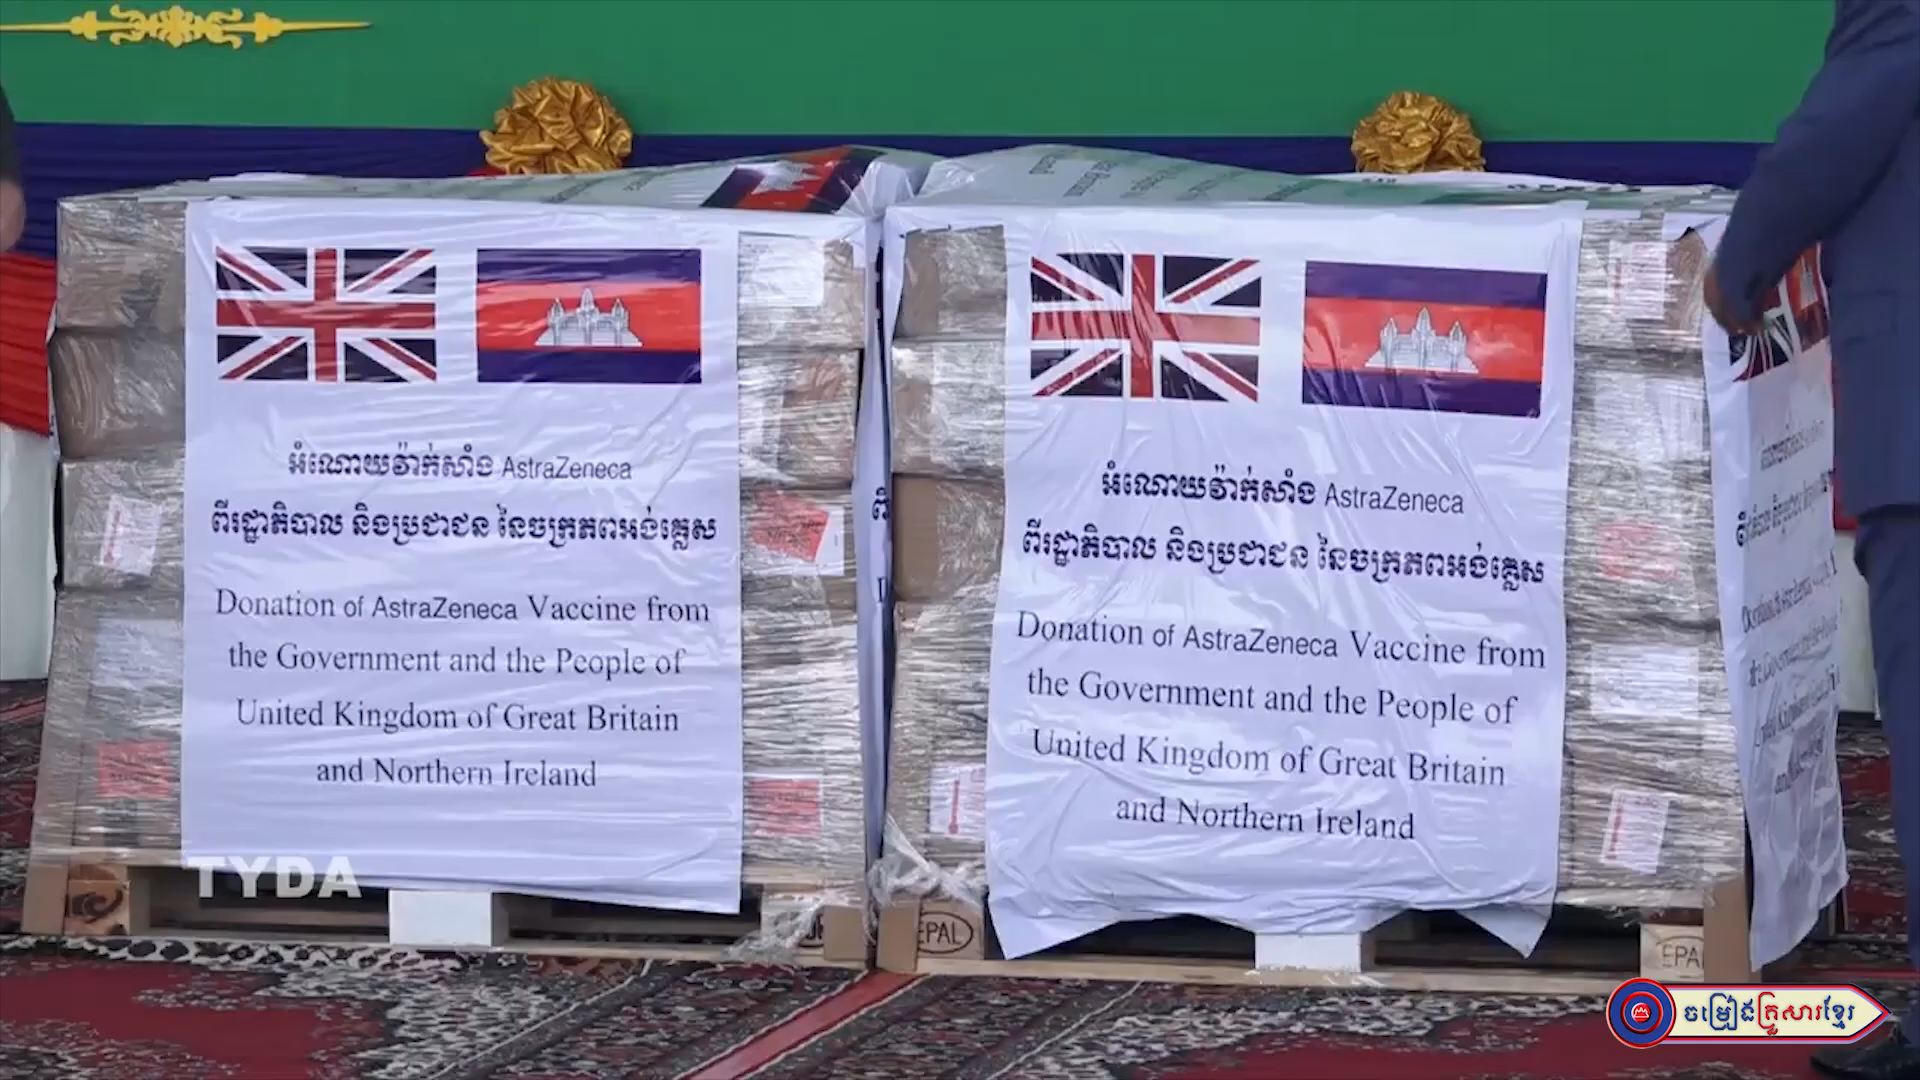 អំណោយវ៉ាក់សាំង AstraZeneca
ពីរដ្ឋាភិបាល និងប្រជាជន នៃចក្រភពអង់គ្លេស
Donation of AstraZeneca Vaccine from
the Government and the People of
United Kingdom of Great Britain
and Northern Ireland
អំណោយវ៉ាក់សាំង AstraZeneca
ពីរដ្ឋាភិបាល និងប្រជាជន នៃចក្រភពអង់គ្លេស
Donation of AstraZeneca Vaccine from
the Government and the People of
United Kingdom of Great Britain
and Northern Ireland
TYDA
EPAL
EPA
ចម្រៀងគ្រួសារខ្មែរ